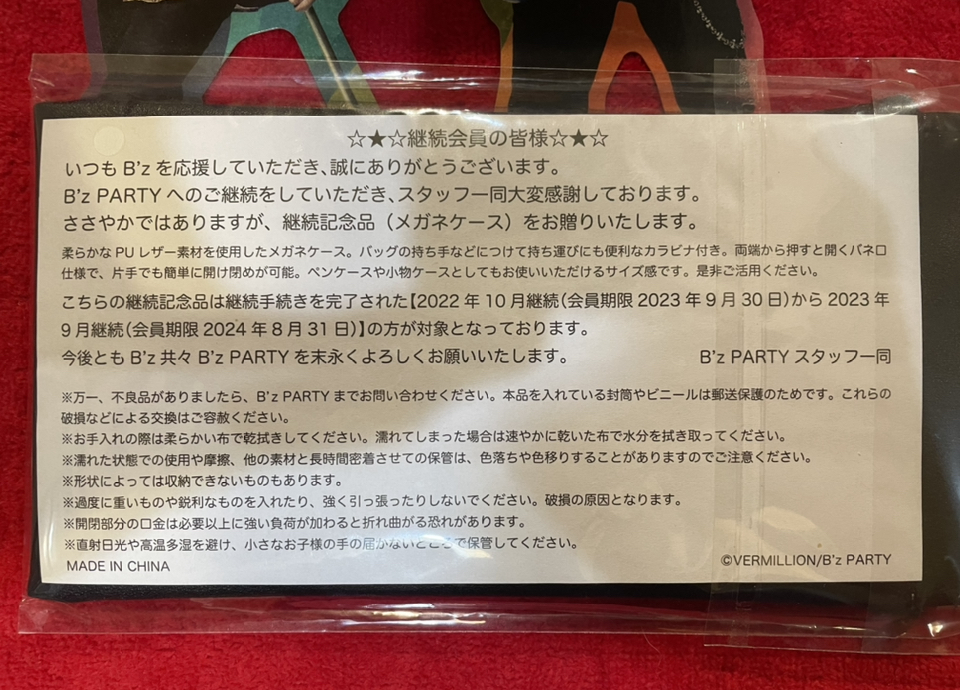 ☆★☆継続会員の皆様☆★☆
いつも B'z を応援していただき、誠にありがとうございます。
B'z PARTY へのご継続をしていただき、スタッフ一同大変感謝しております。
ささやかではありますが、継続記念品（メガネケース）をお贈りいたします。
柔らかな PU レザー素材を使用したメガネケース。バッグの持ち手などにつけて持ち運びにも便利なカラビナ付き。両端から押すと開くバネ口
仕様で、片手でも簡単に開け閉めが可能。ペンケースや小物ケースとしてもお使いいただけるサイズ感です。是非ご活用ください。
こちらの継続記念品は継続手続きを完了された【2022 年 10 月継続（会員期限 2023 年 9 月 30 日）から 2023 年
9 月継続（会員期限 2024 年 8 月 31 日）】の方が対象となっております。
今後とも B'z 共々 B'z PARTY を末永くよろしくお願いいたします。 B'z PARTY スタッフ一同
※万一、不良品がありましたら、B'z PARTY までお問い合わせください。本品を入れている封筒やビニールは郵送保護のためです。これらの
破損などによる交換はご容赦ください。
※お手入れの際は柔らかい布で乾拭きしてください。濡れてしまった場合は速やかに乾いた布で水分を拭き取ってください。
※濡れた状態での使用や摩擦、他の素材と長時間密着させての保管は、色落ちや色移りすることがありますのでご注意ください。
※形状によっては収納できないものもあります。
※過度に重いものや鋭利なものを入れたり、強く引っ張ったりしないでください。破損の原因となります。
※開閉部分の口金は必要以上に強い負荷が加わると折れ曲がる恐れがあります。
※直射日光や高温多湿を避け、小さなお子様の手の届かないところで保管してください。
MADE IN CHINA ©VERMILLION/B'z PARTY